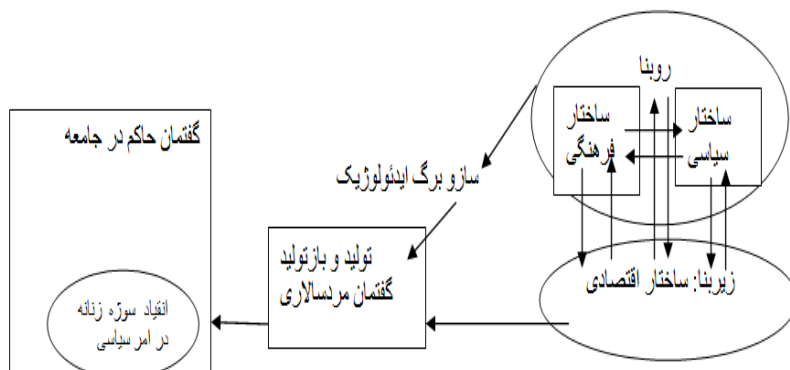 روبنا
ساختار
سیاسی
ساختار
فرهنگی
زیربنا: ساختار اقتصادی
سازو برگ ایدئولوژیک
تولید و بازتولید
گفتمان مردسالاری
گفتمان حاکم در جامعه
انقیاد سوژه زنانه
در امر سیاسی